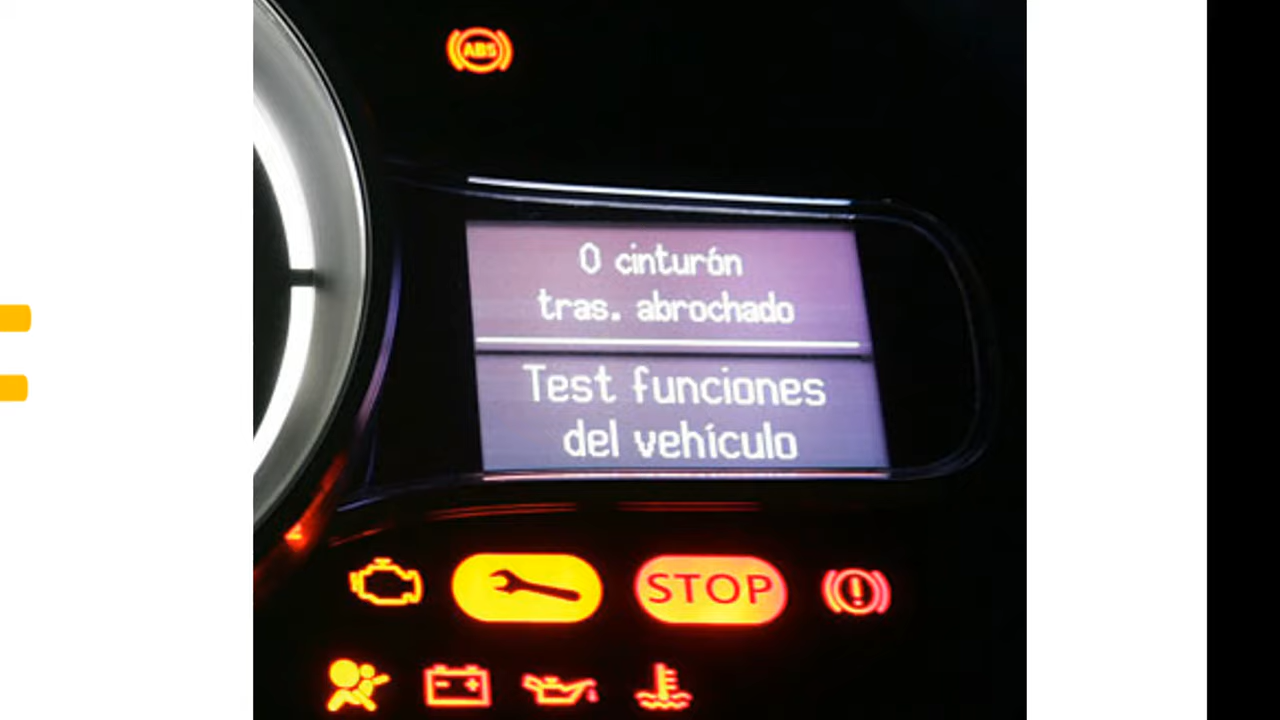 ABS
0 cinturón
tras. abrochado
Test funciones
del vehículo
STOP